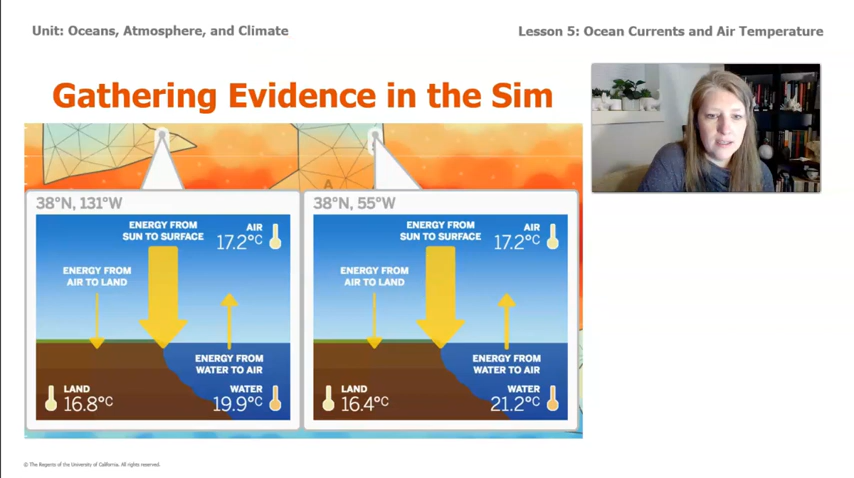 Unit: Oceans, Atmosphere, and Climate
Lesson 5: Ocean Currents and Air Temperature
Gathering Evidence in the Sim
A
38°N, 131°W
ENERGY FROM
SUN TO SURFACE
AIR
17.2°C
ENERGY FROM
AIR TO LAND
ENERGY FROM
WATER TO AIR
LAND
16.8°C
WATER
19.9°C
38°N, 55°W
ENERGY FROM
SUN TO SURFACE
AIR
17.2°C
ENERGY FROM
AIR TO LAND
ENERGY FROM
WATER TO AIR
LAND
16.4°C
WATER
21.2°C
© The Regents of the University of California. All rights reserved.